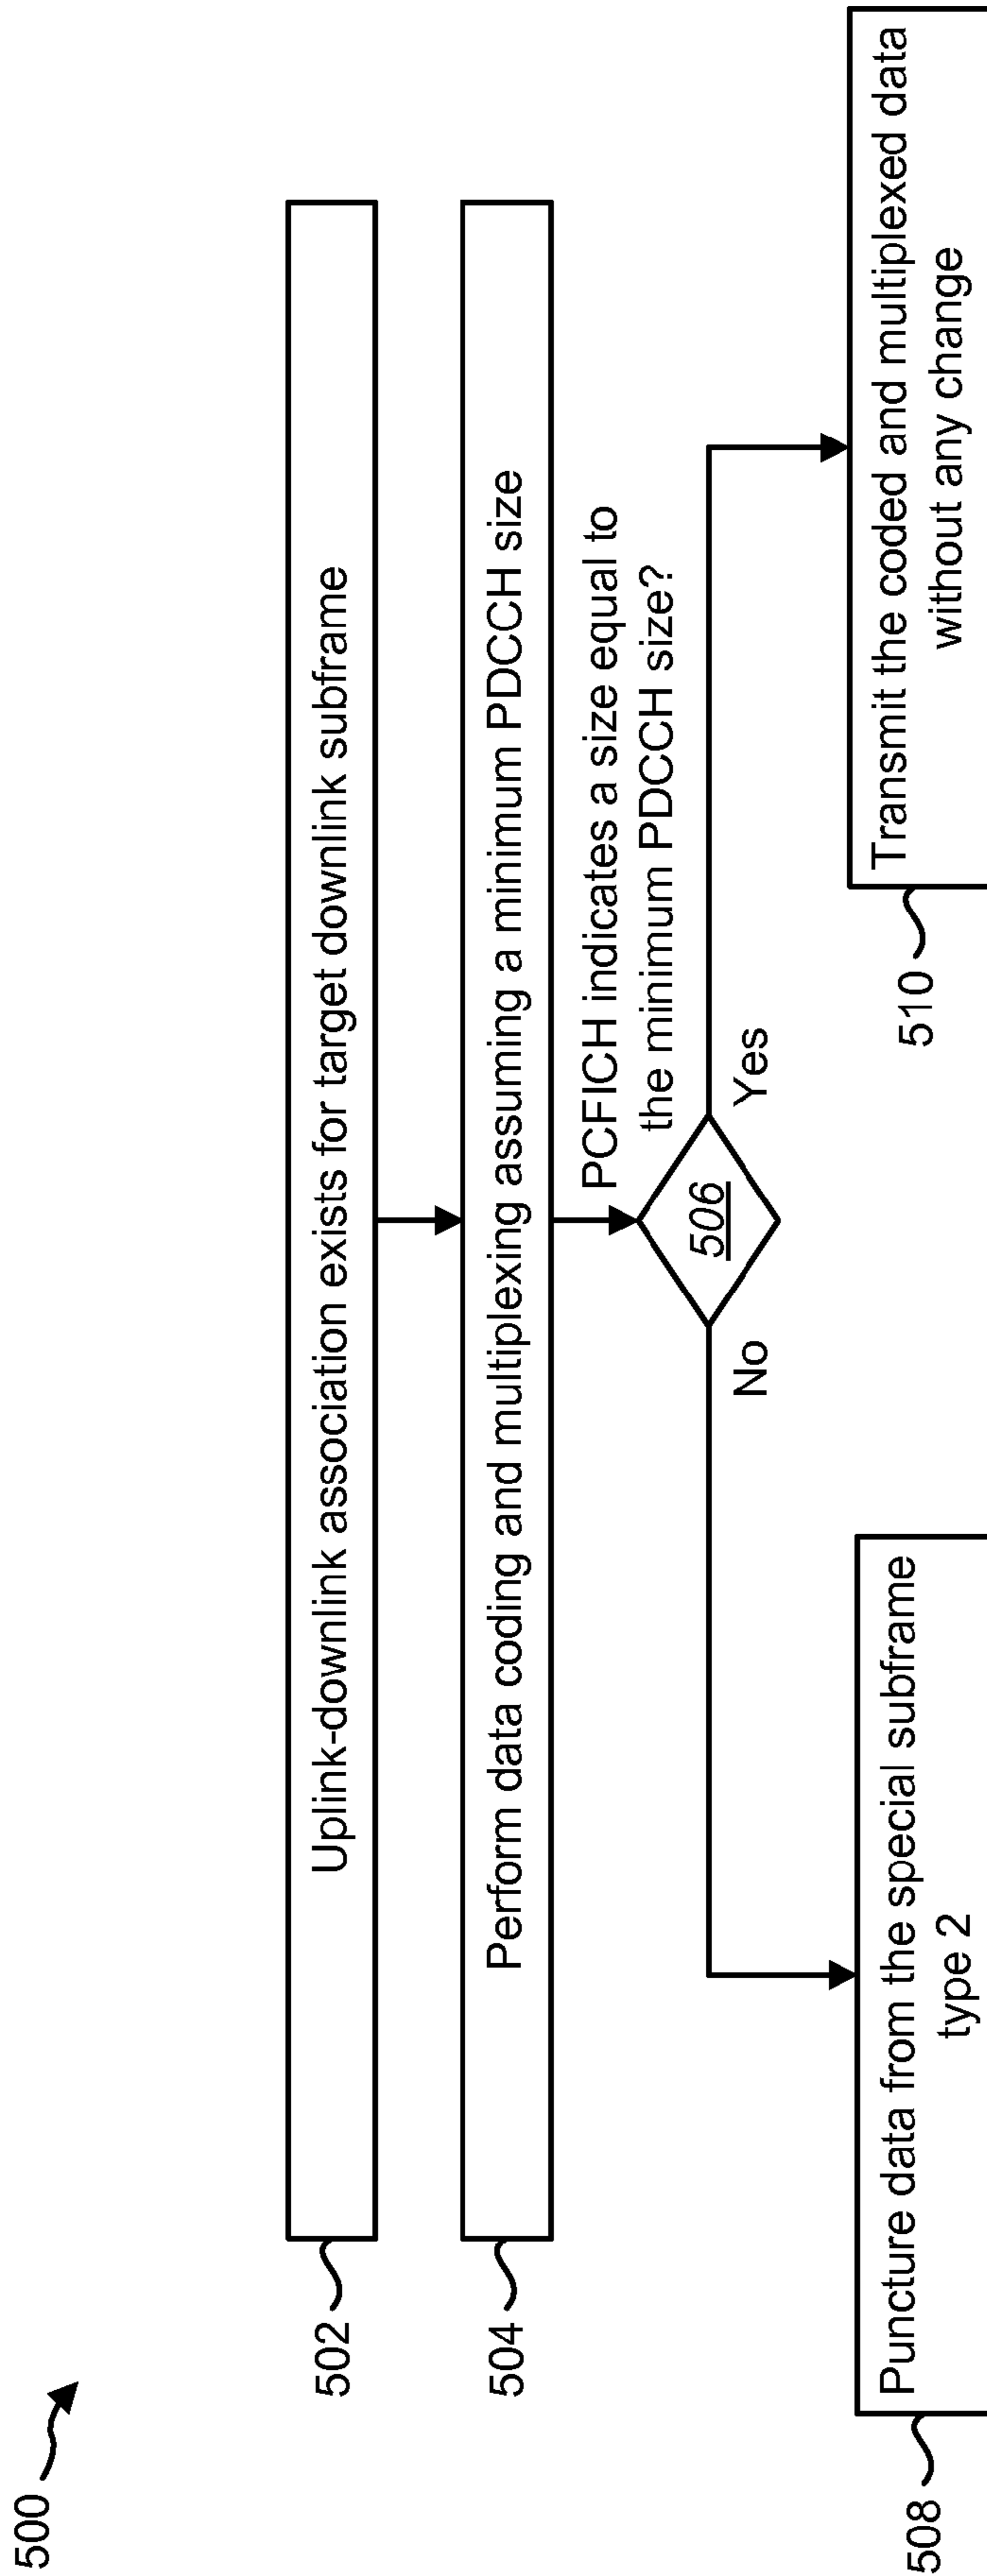 500
502
Uplink-downlink association exists for target downlink subframe
504
Perform data coding and multiplexing assuming a minimum PDCCH size
PCFICH indicates a size equal to
the minimum PDCCH size?
506
No
Yes
508
Puncture data from the special subframe
type 2
510
Transmit the coded and multiplexed data
without any change